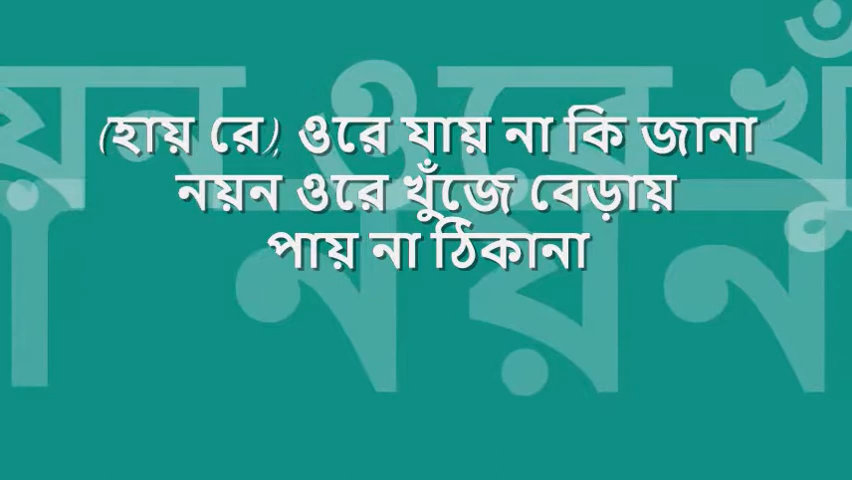 (হায় রে), ওরে যায় না কি জানা
নয়ন ওরে খুঁজে বেড়ায়
পায় না ঠিকানা